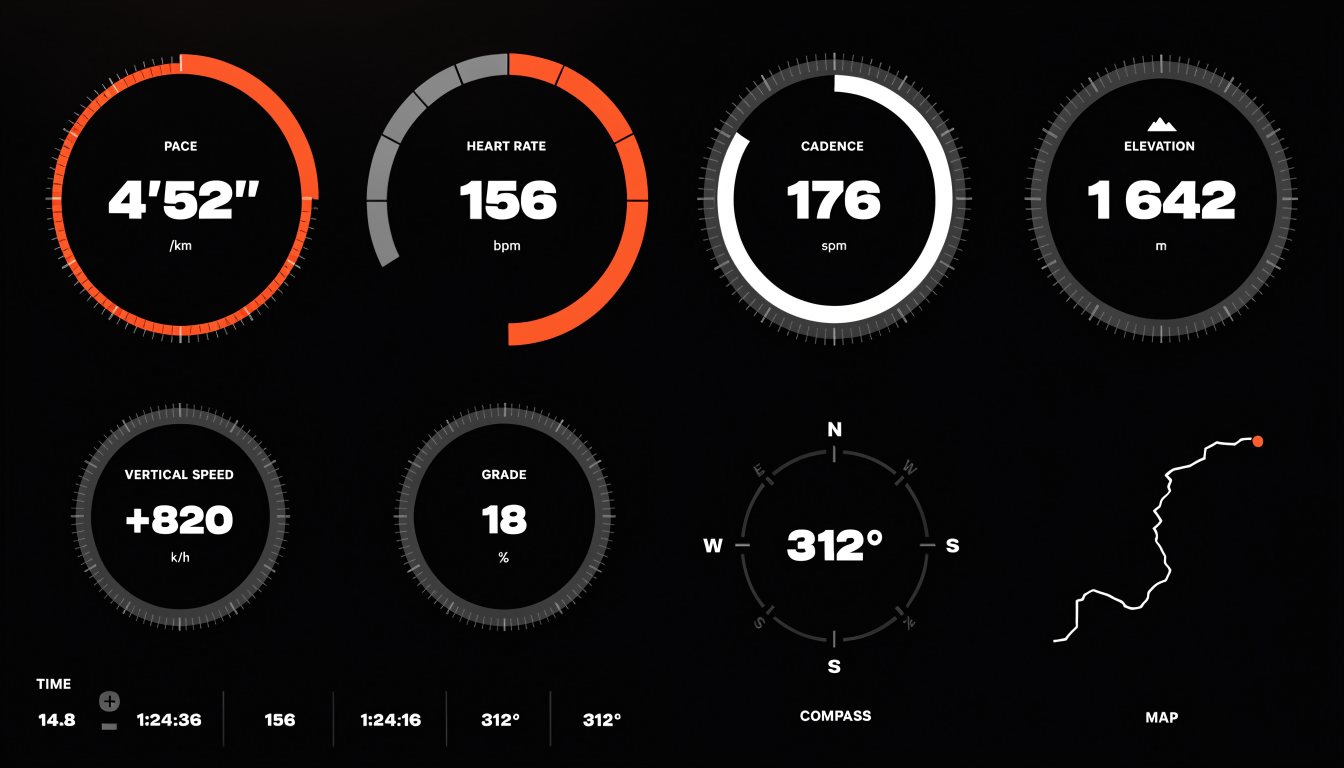 PACE
4'52"
/km
HEART RATE
156
bpm
CADENCE
176
spm
ELEVATION
1 642
m
VERTICAL SPEED
+820
k/h
GRADE
18
%
N
E
W
W
312°
S
S
N
S
COMPASS
MAP
TIME
14.8
1:24:36
156
1:24:16
312°
312°